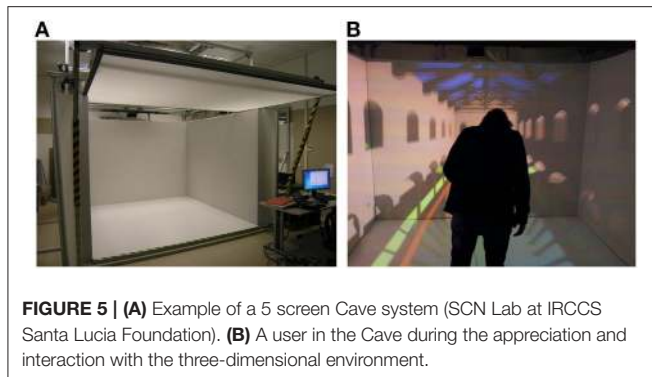 A
B
FIGURE 5 | (A) Example of a 5 screen Cave system (SCN Lab at IRCCS
Santa Lucia Foundation). (B) A user in the Cave during the appreciation and
interaction with the three-dimensional environment.